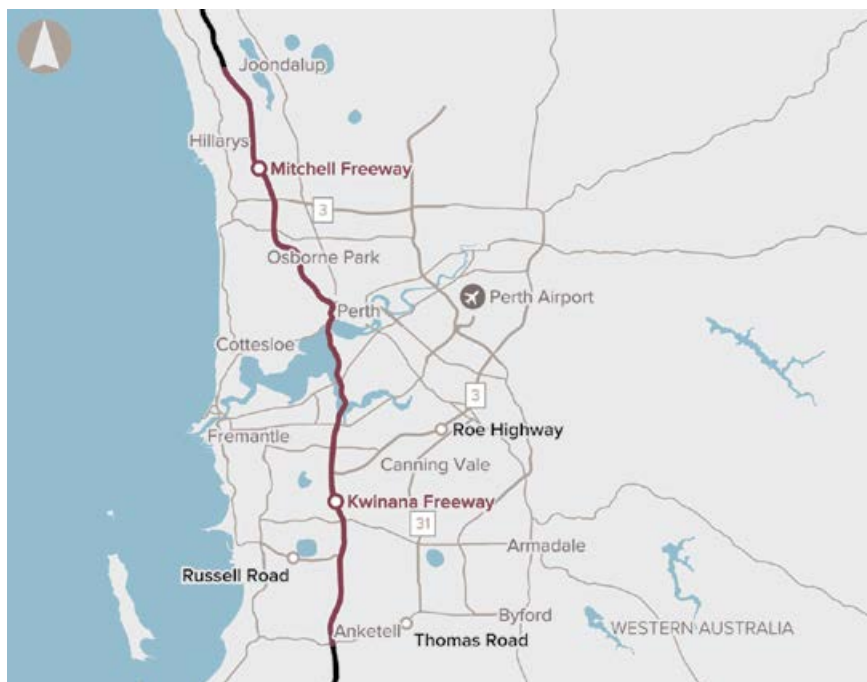 Joondalup
Hillarys
Mitchell Freeway
3
Osborne Park
Perth Airport
Perth
Cottesloe
3
Roe Highway
Fremantle
Canning Vale
Kwinana Freeway
31
Armadale
Russell Road
Byford
Anketell
Thomas Road
WESTERN AUSTRALIA